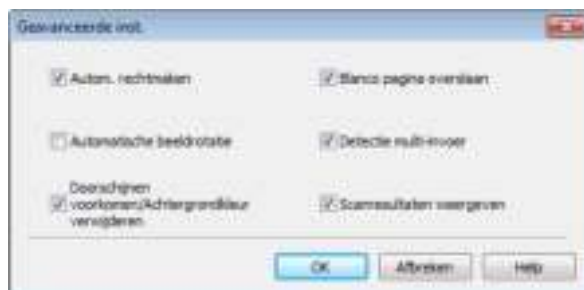 Geavanceerde inst.
Autom. rechtmaken
Blanco pagina overslaan
Automatische beeldrotatie
Detectie multi-invoer
Doorschijnen
voorkomen/Achtergrondkleur
verwijderen
Scanresultaten weergeven
OK
Afbreken
Help